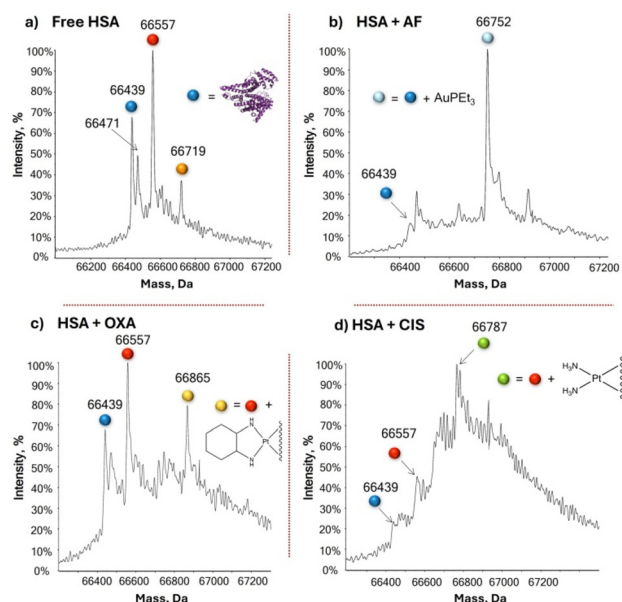 a) Free HSA
66557
66439
66471
66719
=
100%
90%
80%
70%
60%
50%
40%
30%
20%
10%
0%
Intensity, %
66200 66400 66600 66800 67000 67200
Mass, Da
b) HSA + AF
66752
= + AuPEt₃
66439
100%
90%
80%
70%
60%
50%
40%
30%
20%
10%
0%
Intensity, %
66400 66600 66800 67000 67200
Mass, Da
c) HSA + OXA
66557
66439
66865
= +
H
N
Pt
N
H
100%
90%
80%
70%
60%
50%
40%
30%
20%
10%
0%
Intensity, %
66400 66600 66800 67000 67200
Mass, Da
d) HSA + CIS
66787
= +
H₃N
Pt
H₃N
66557
66439
100%
90%
80%
70%
60%
50%
40%
30%
20%
10%
0%
Intensity, %
66400 66600 66800 67000 67200
Mass, Da